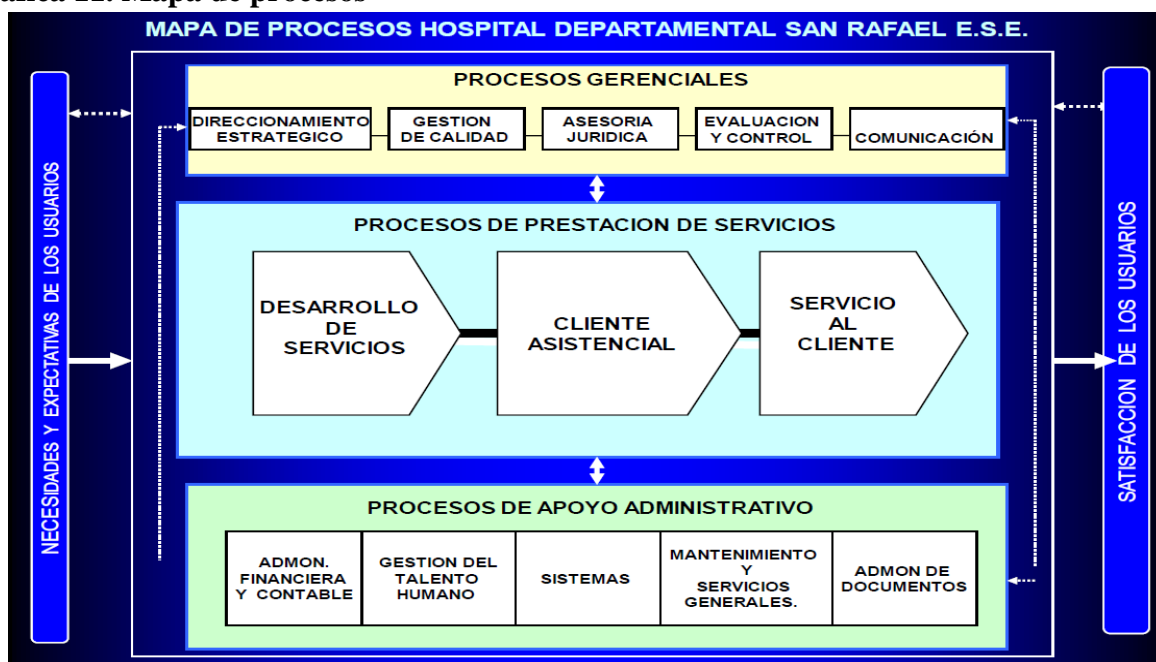 Mapa de procesos
MAPA DE PROCESOS HOSPITAL DEPARTAMENTAL SAN RAFAEL E.S.E.
NECESIDADES Y EXPECTATIVAS DE LOS USUARIOS
PROCESOS GERENCIALES
DIRECCIONAMIENTO
ESTRATEGICO
GESTION
DE CALIDAD
ASESORIA
JURIDICA
EVALUACION
Y CONTROL
COMUNICACIÓN
PROCESOS DE PRESTACION DE SERVICIOS
DESARROLLO
DE
SERVICIOS
CLIENTE
ASISTENCIAL
SERVICIO
AL
CLIENTE
PROCESOS DE APOYO ADMINISTRATIVO
ADMON.
FINANCIERA
Y CONTABLE
GESTION DEL
TALENTO
HUMANO
SISTEMAS
MANTENIMIENTO
Y
SERVICIOS
GENERALES.
ADMON DE
DOCUMENTOS
SATISFACCION DE LOS USUARIOS